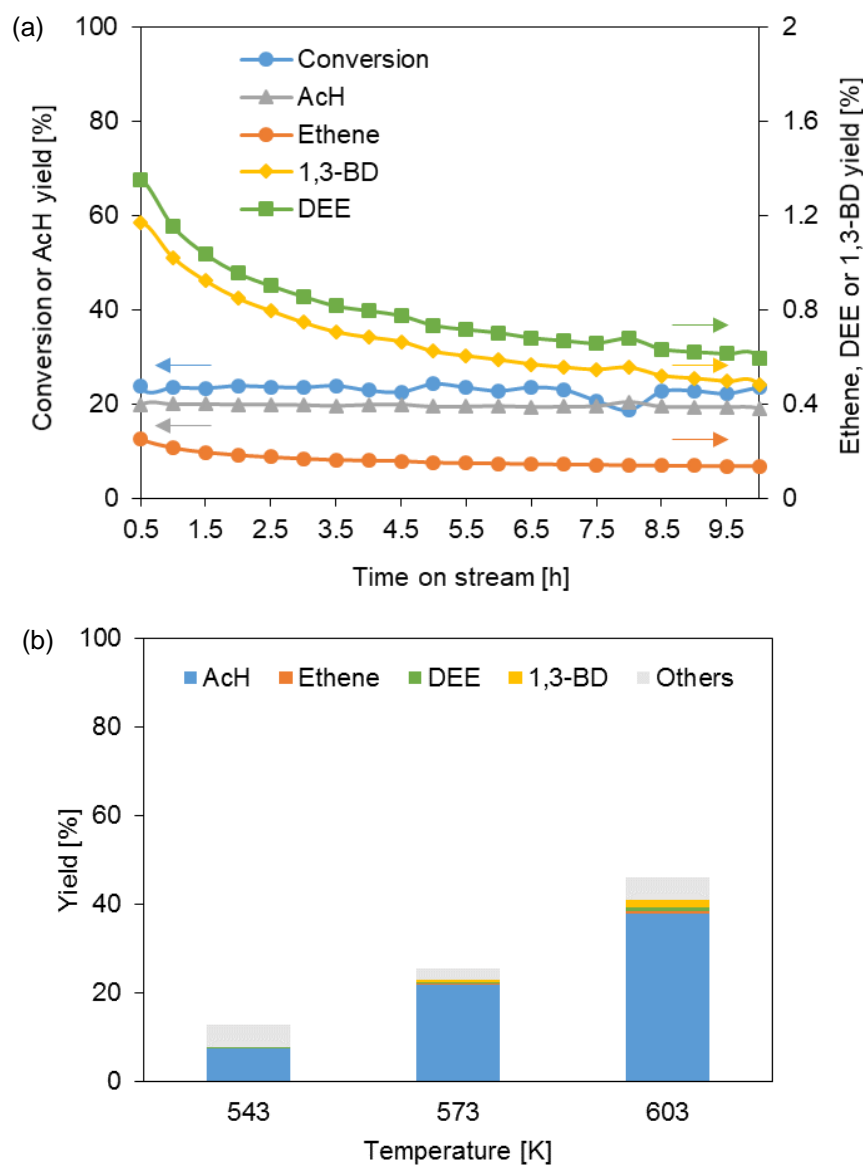 (a)
Conversion or AcH yield [%]
100
80
60
40
20
0
Conversion
AcH
Ethene
1,3-BD
DEE
2
1.6
1.2
0.8
0.4
0
Ethene, DEE or 1,3-BD yield [%]
0.5 1.5 2.5 3.5 4.5 5.5 6.5 7.5 8.5 9.5
Time on stream [h]
(b)
Yield [%]
100
80
60
40
20
0
AcH Ethene DEE 1,3-BD Others
543 573 603
Temperature [K]